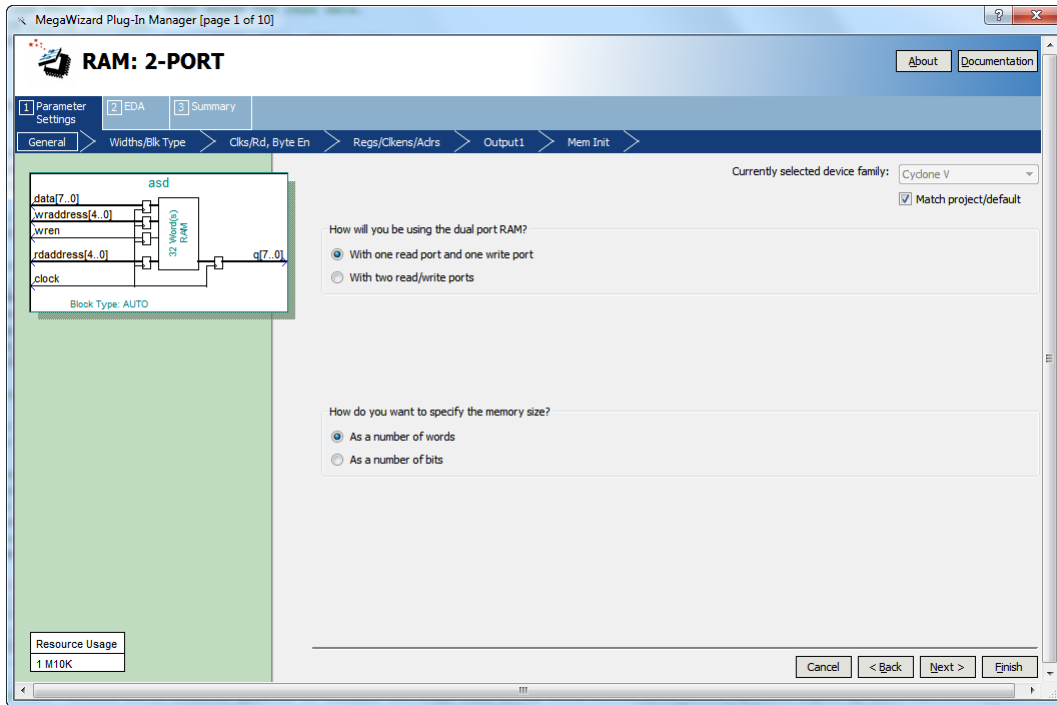 MegaWizard Plug-In Manager [page 1 of 10]
RAM: 2-PORT
About
Documentation
1 Parameter Settings
2 EDA
3 Summary
General
Widths/Blk Type
Clks/Rd, Byte En
Regs/Clkens/Aclrs
Output1
Mem Init
Currently selected device family:
Cyclone V
Match project/default
asd
data[7..0]
wraddress[4..0]
wren
rdaddress[4..0]
clock
32 Word(s)
RAM
q[7..0]
Block Type: AUTO
How will you be using the dual port RAM?
With one read port and one write port
With two read/write ports
How do you want to specify the memory size?
As a number of words
As a number of bits
Resource Usage
1 M10K
Cancel
< Back
Next >
Finish